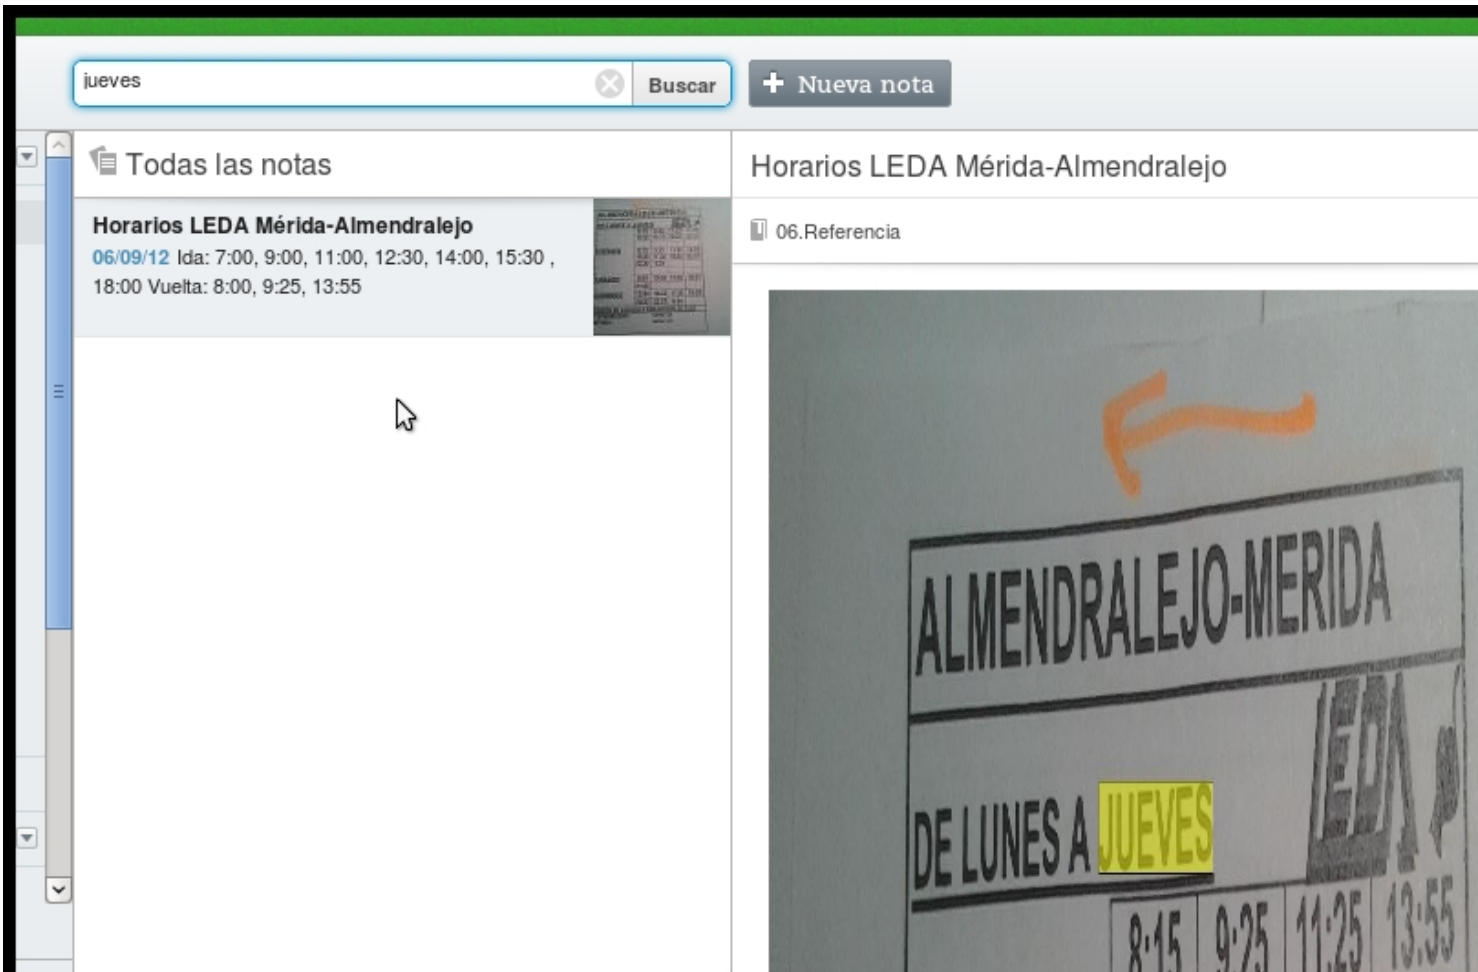 jueves
Buscar
+ Nueva nota
Todas las notas
Horarios LEDA Mérida-Almendralejo
06/09/12 Ida: 7:00, 9:00, 11:00, 12:30, 14:00, 15:30 ,
18:00 Vuelta: 8:00, 9:25, 13:55
Horarios LEDA Mérida-Almendralejo
06.Referencia
ALMENDRALEJO-MERIDA
LEDA
DE LUNES A JUEVES
8:15 9:25 11:25 13:55